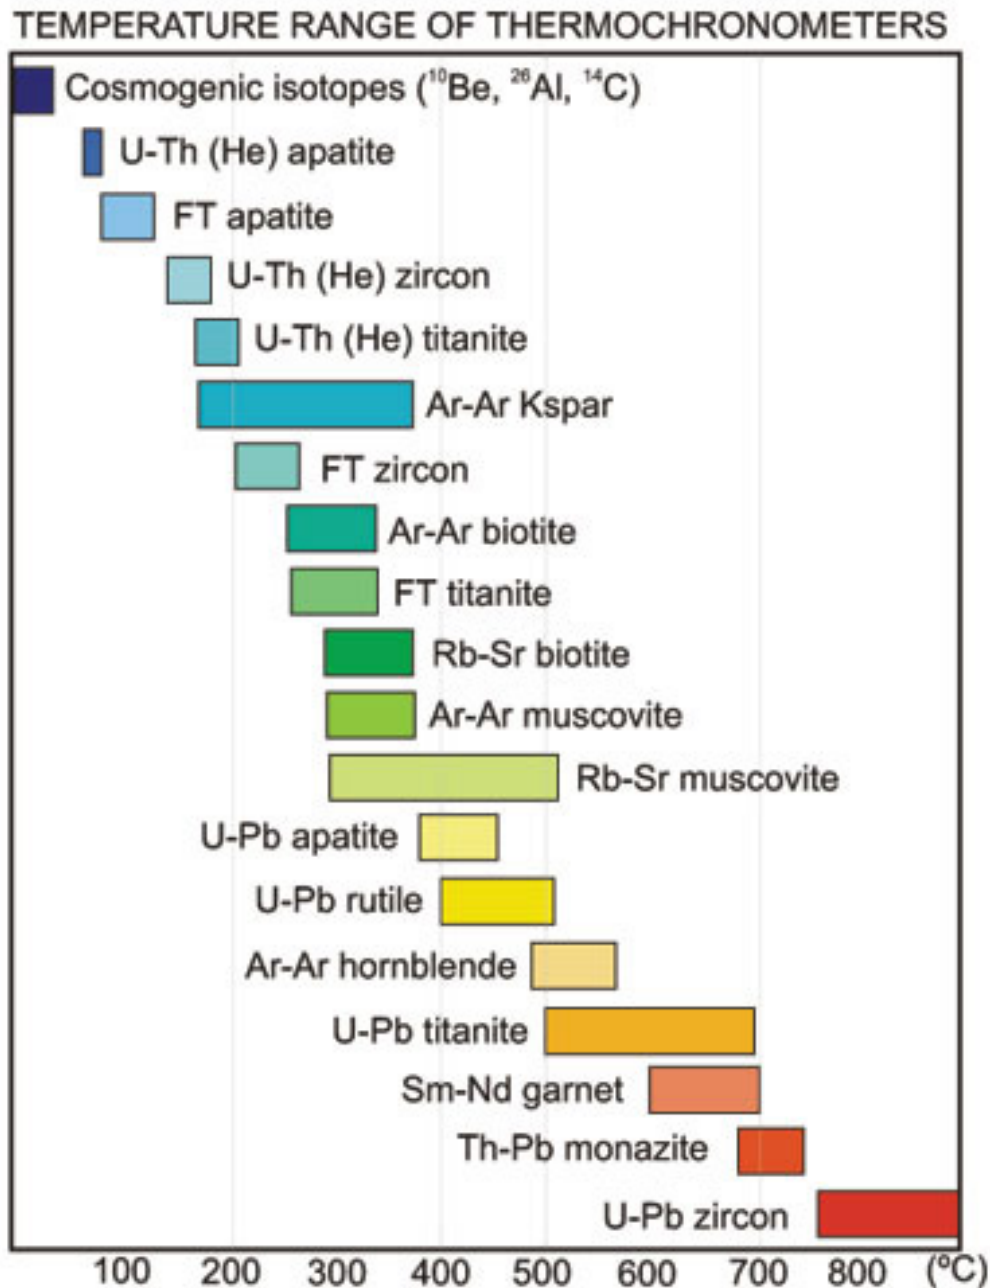 TEMPERATURE RANGE OF THERMOCHRONOMETERS
Cosmogenic isotopes (¹⁰Be, ²⁶Al, ¹⁴C)
U-Th (He) apatite
FT apatite
U-Th (He) zircon
U-Th (He) titanite
Ar-Ar Kspar
FT zircon
Ar-Ar biotite
FT titanite
Rb-Sr biotite
Ar-Ar muscovite
Rb-Sr muscovite
U-Pb apatite
U-Pb rutile
Ar-Ar hornblende
U-Pb titanite
Sm-Nd garnet
Th-Pb monazite
U-Pb zircon
100 200 300 400 500 600 700 800 (ºC)